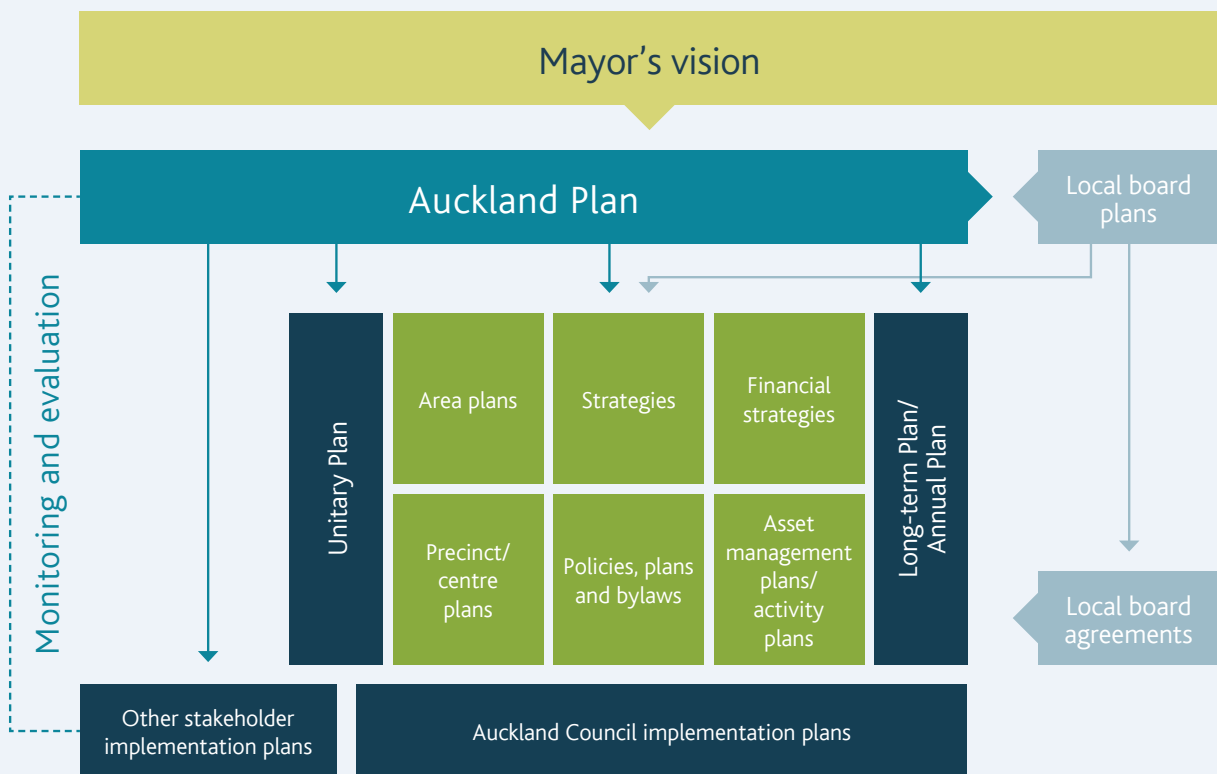 Mayor’s vision
Auckland Plan
Local board
plans
Monitoring and evaluation
Unitary Plan
Area plans
Strategies
Financial
strategies
Long-term Plan/
Annual Plan
Precinct/
centre
plans
Policies, plans
and bylaws
Asset
management
plans/
activity
plans
Local board
agreements
Other stakeholder
implementation plans
Auckland Council implementation plans